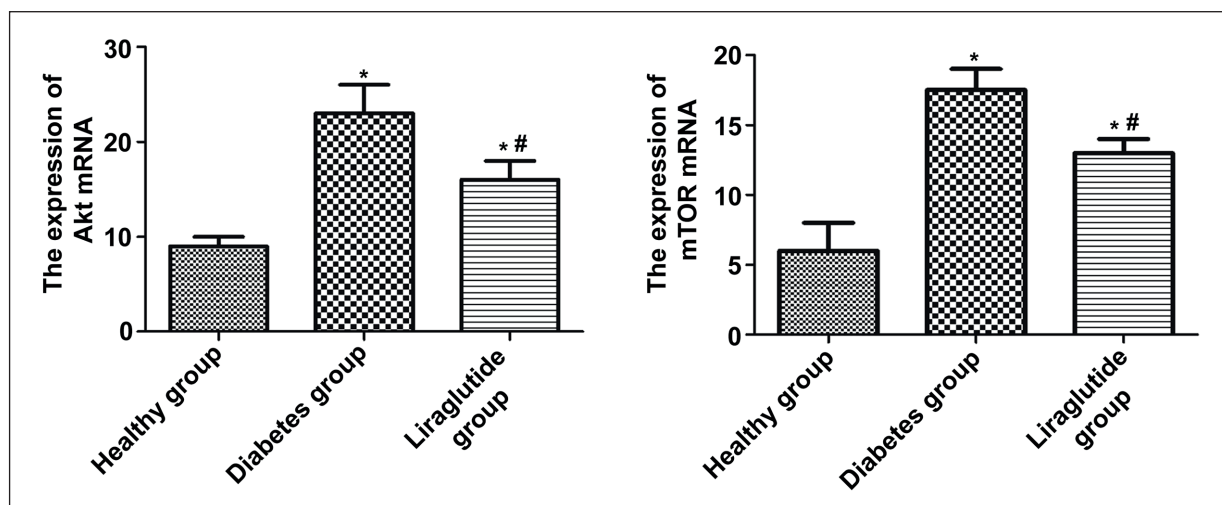 The expression of
Akt mRNA
30
20
10
0
*
* #
Healthy group
Diabetes group
Liraglutide
group
The expression of
mTOR mRNA
20
15
10
5
0
*
* #
Healthy group
Diabetes group
Liraglutide
group